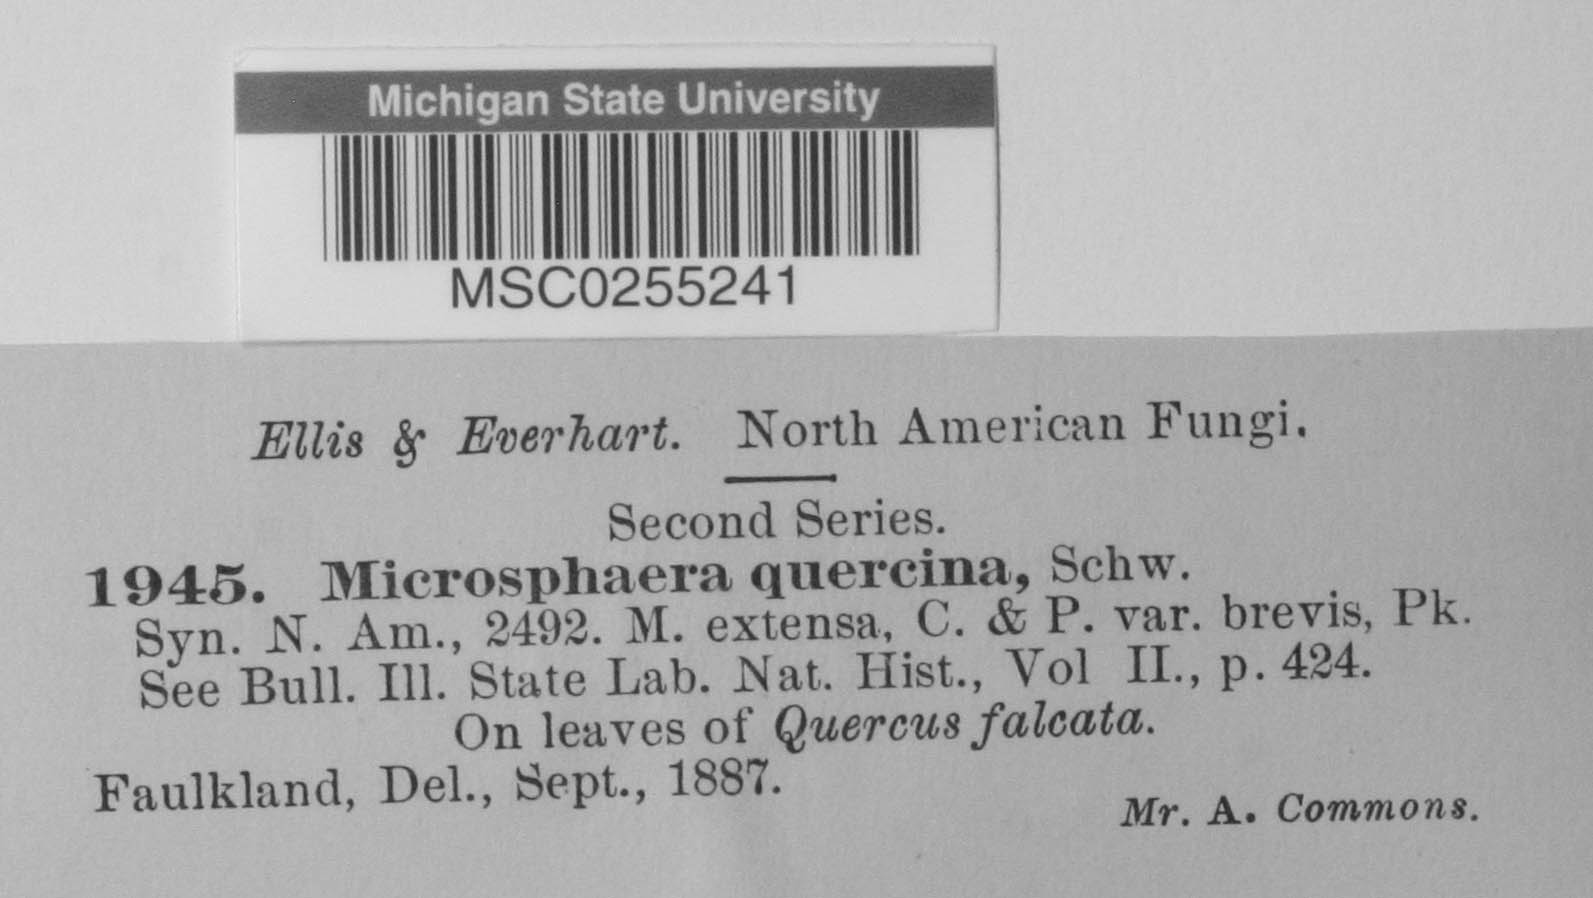 Michigan State University
MSC0255241
Ellis & Everhart. North American Fungi.
Second Series.
1945. Microsphaera quercina, Schw.
Syn. N. Am., 2492. M. extensa, C. & P. var. brevis, Pk.
See Bull. Ill. State Lab. Nat. Hist., Vol II., p. 424.
On leaves of Quercus falcata.
Faulkland, Del., Sept., 1887.
Mr. A. Commons.